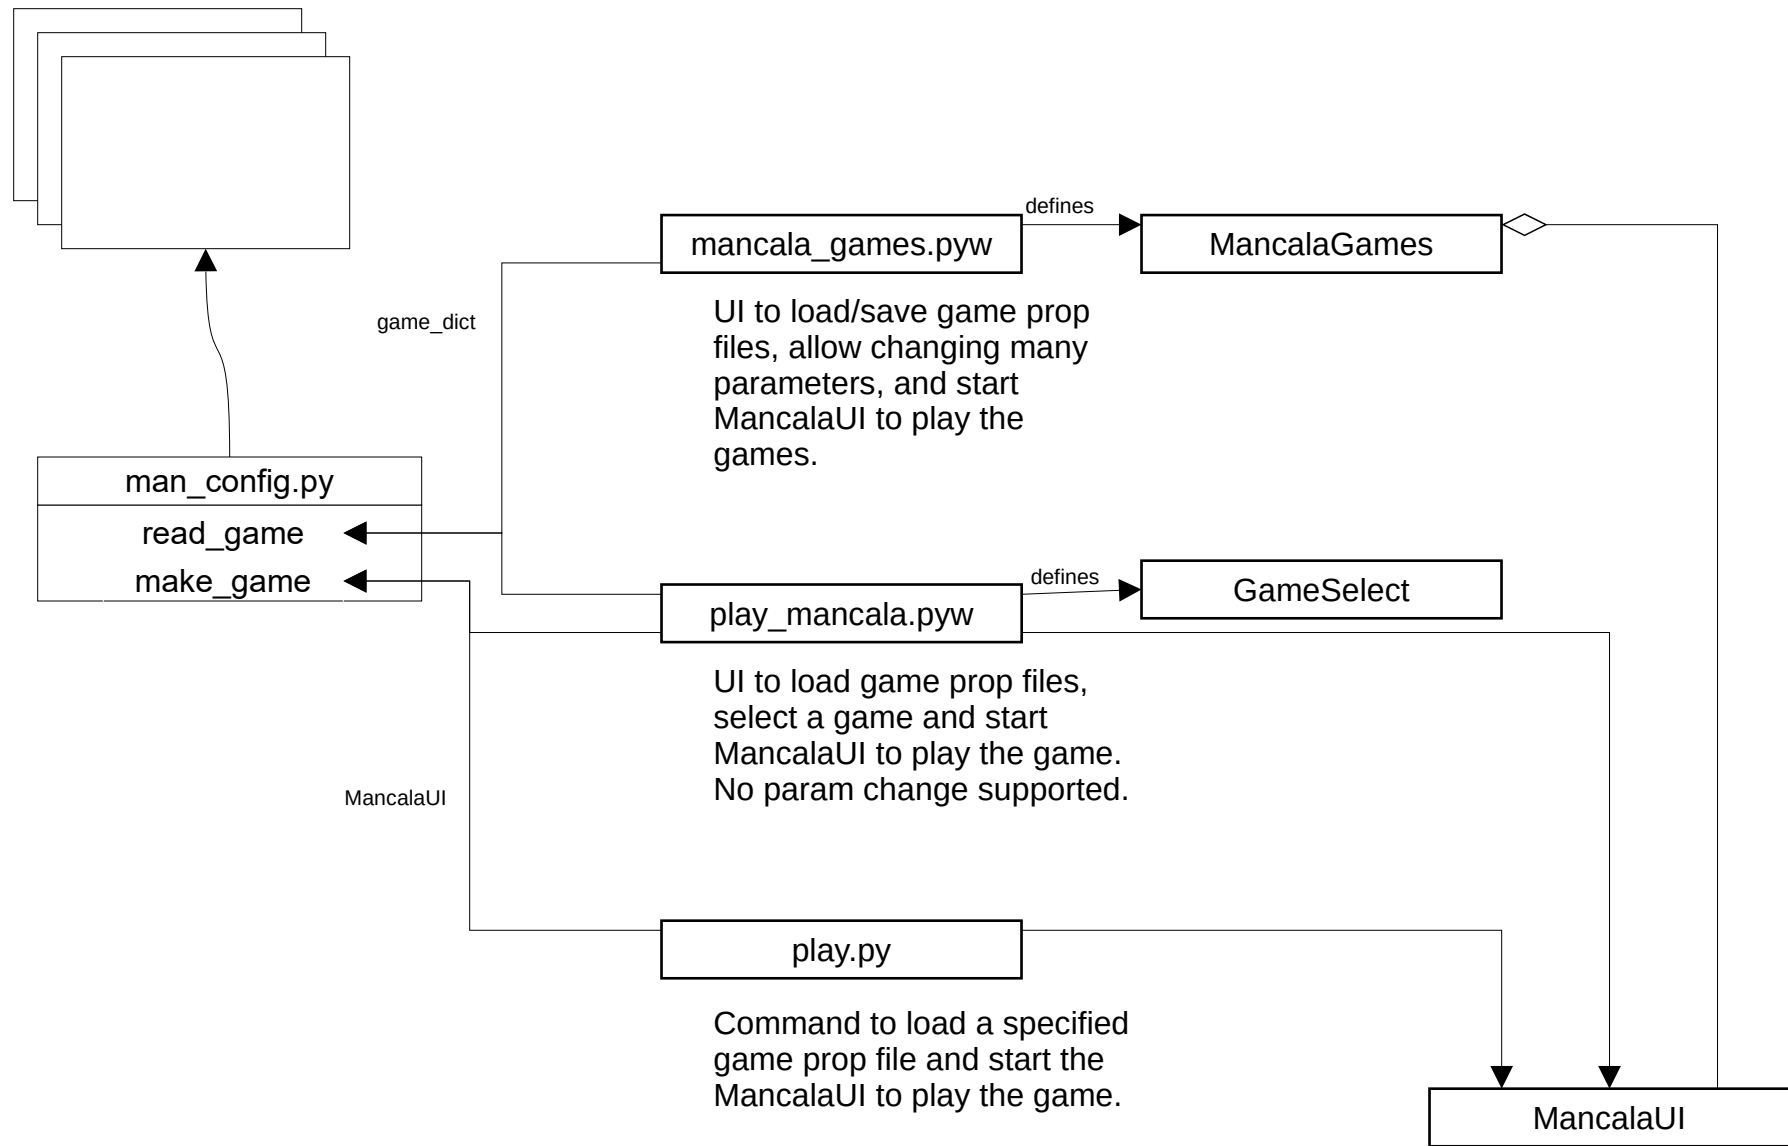 defines
mancala_games.pyw
MancalaGames
UI to load/save game prop
files, allow changing many
parameters, and start
MancalaUI to play the
games.
game_dict
man_config.py
read_game
make_game
defines
play_mancala.pyw
GameSelect
UI to load game prop files,
select a game and start
MancalaUI to play the game.
No param change supported.
MancalaUI
play.py
Command to load a specified
game prop file and start the
MancalaUI to play the game.
MancalaUI